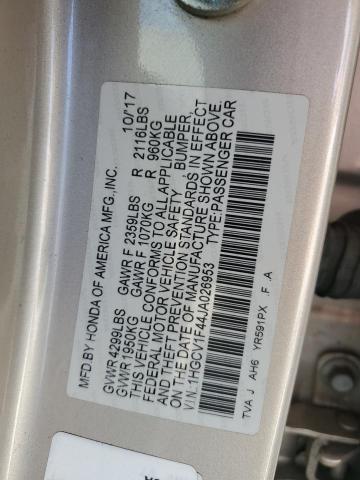 MFD.BY HONDA OF AMERICA MFG.,INC. 10/17
GVWR 4299LBS GAWR F 2359LBS R 2116LBS
GVWR 1950KG GAWR F 1070KG R 960KG
THIS VEHICLE CONFORMS TO ALL APPLICABLE
FEDERAL MOTOR VEHICLE SAFETY BUMPER,
AND THEFT PREVENTION STANDARDS IN EFFECT
ON THE DATE OF MANUFACTURE SHOWN ABOVE.
V.I.N.:1HGCV1F44JA026953 TYPE:PASSENGER CAR
TVA J AH6 YR591PX .F .A